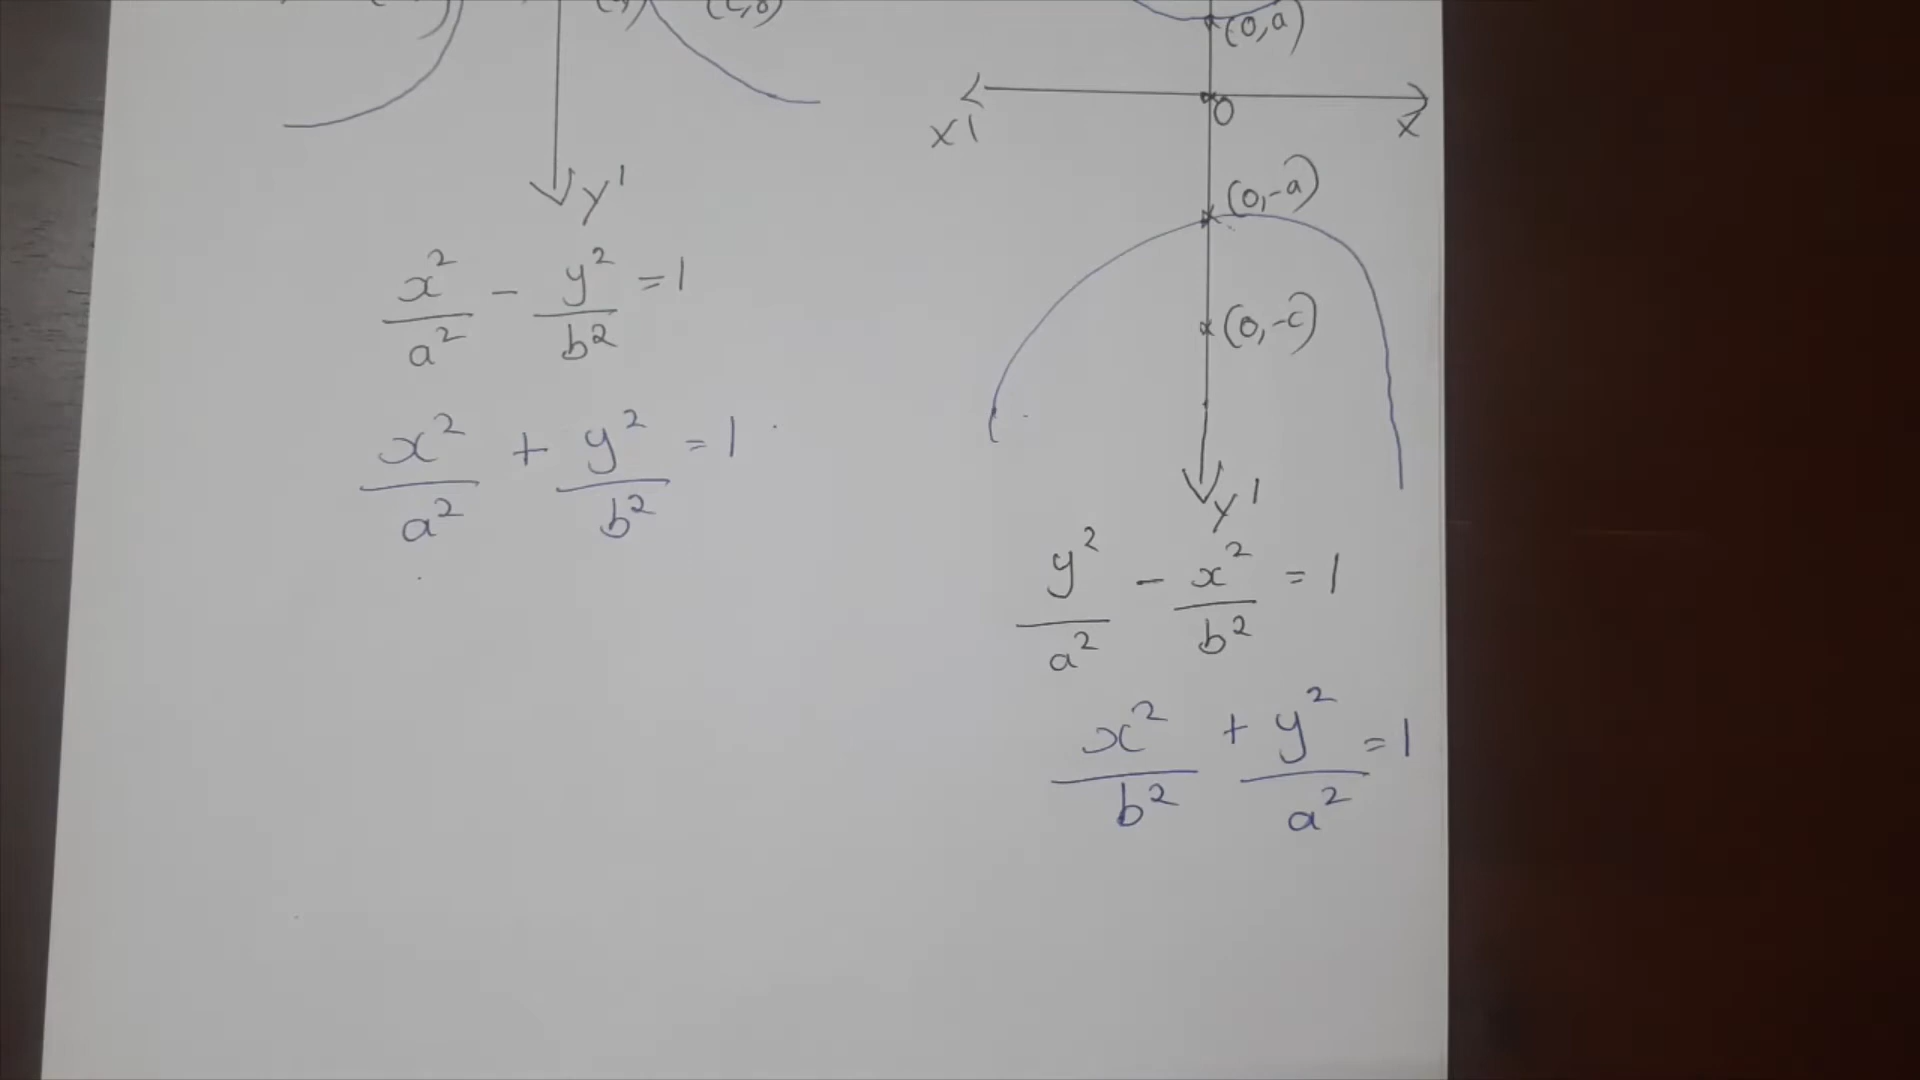 (0,a)
O
X'
X
(0,-a)
Y'
(0,-c)
Y'
x²/a² - y²/b² = 1
x²/a² + y²/b² = 1
y²/a² - x²/b² = 1
x²/b² + y²/a² = 1